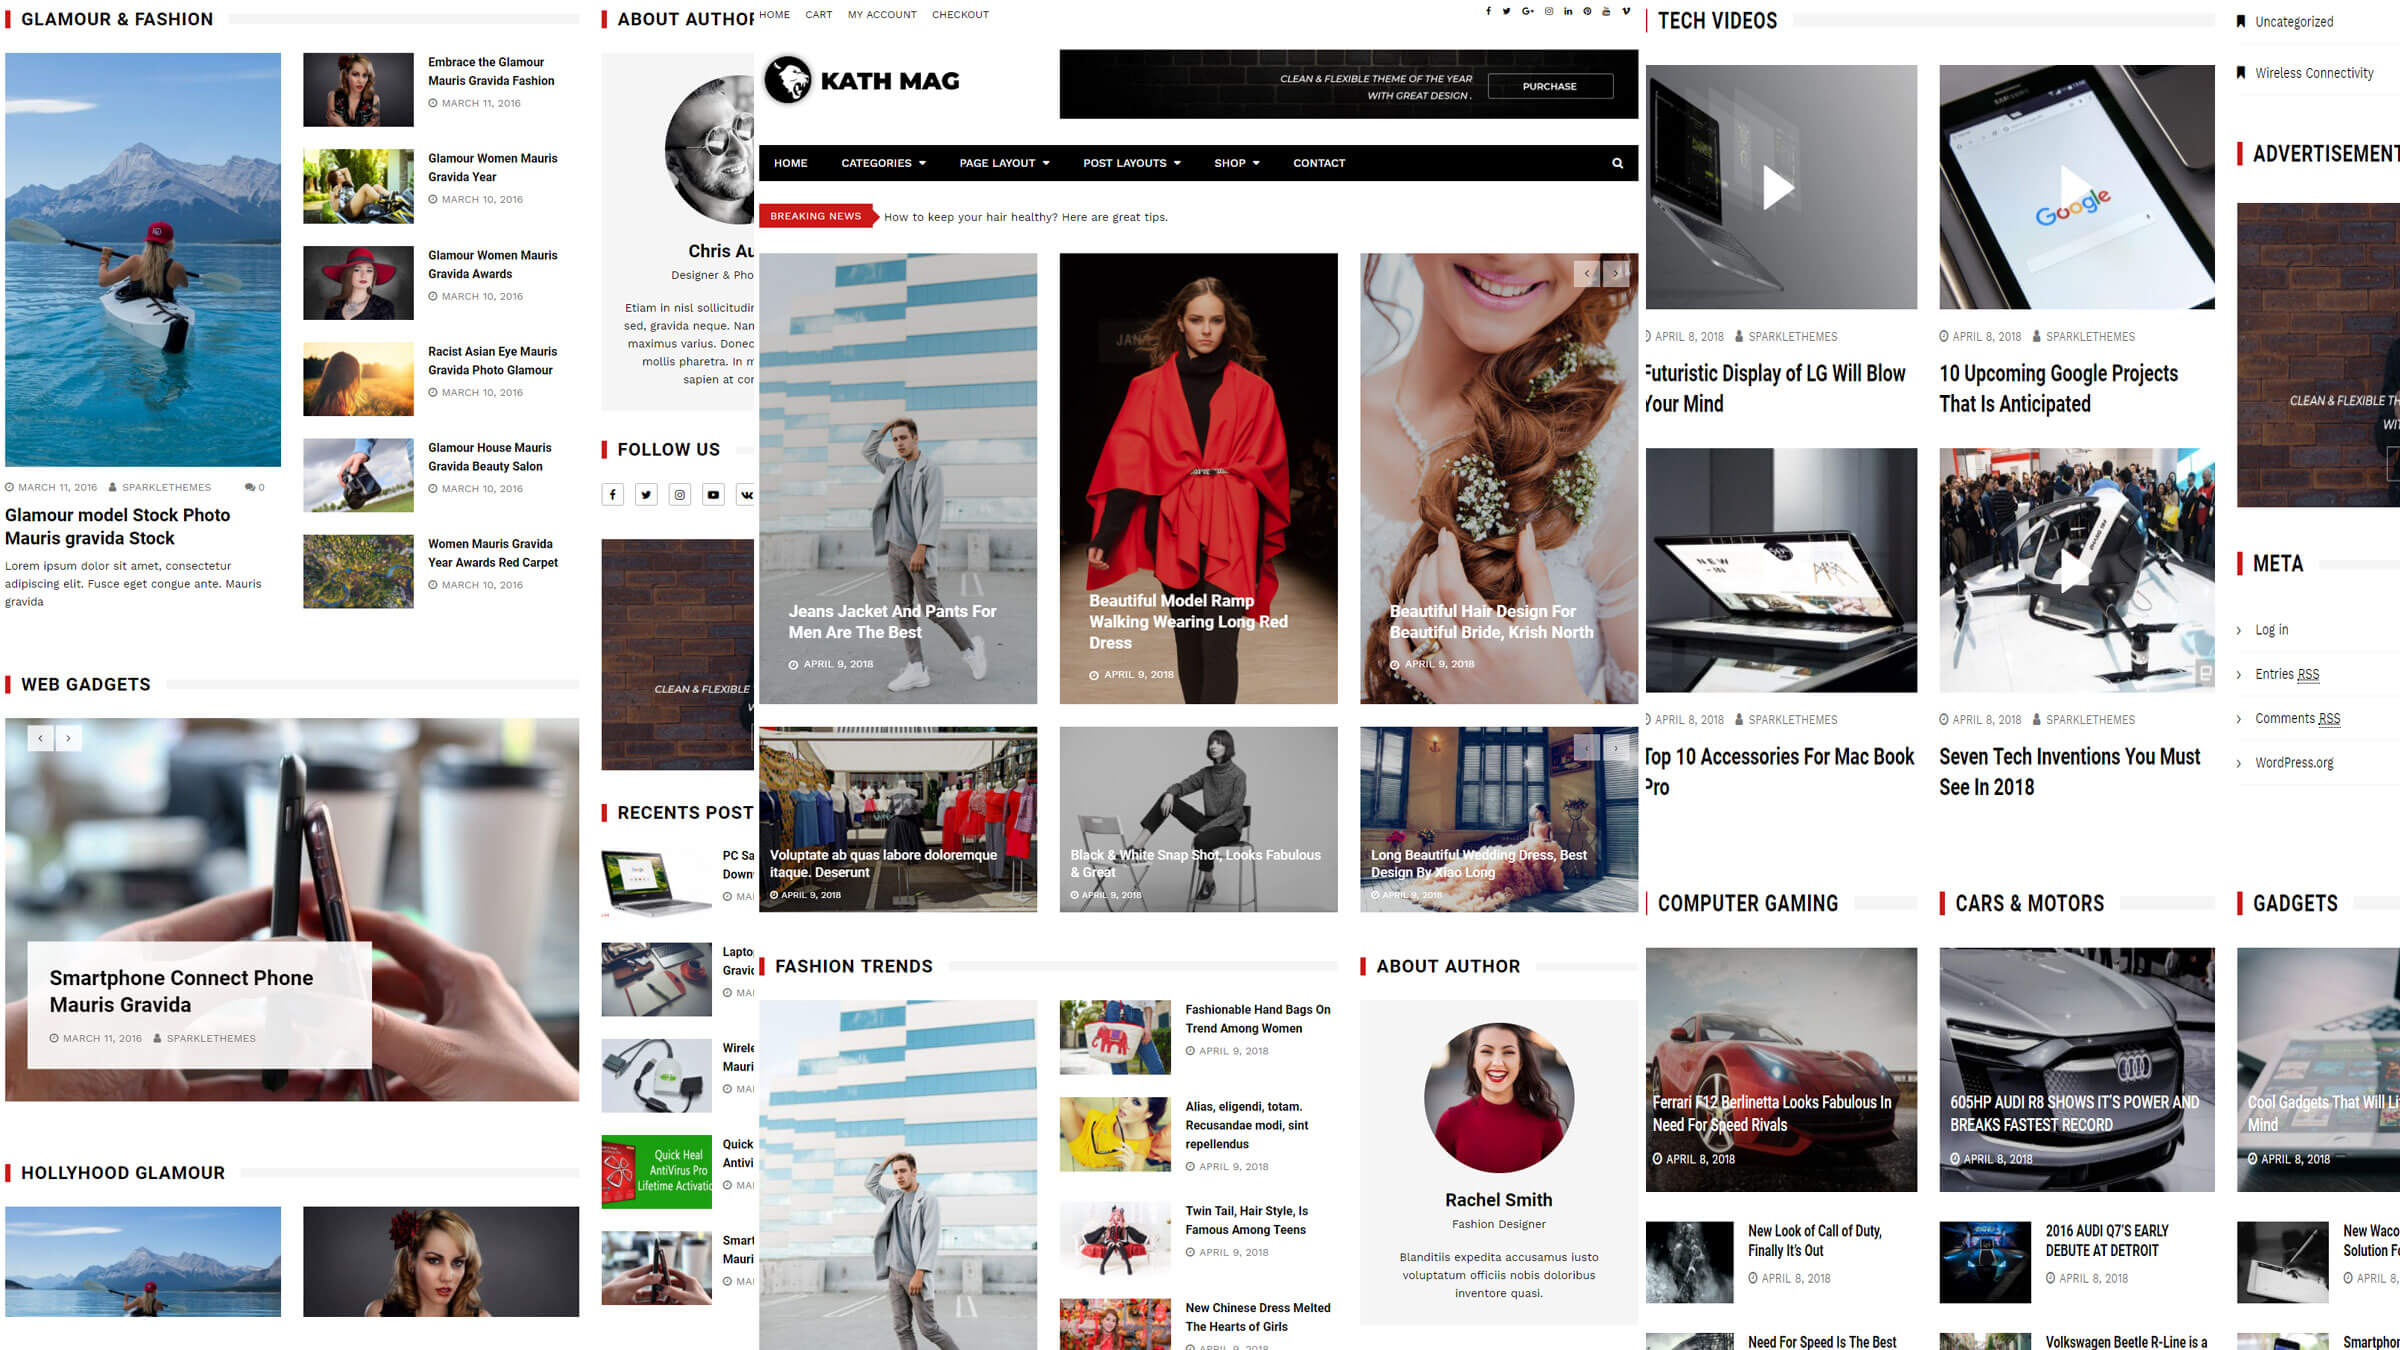 GLAMOUR & FASHION
Embrace the Glamour
Mauris Gravida Fashion
MARCH 11, 2016
Glamour Women Mauris
Gravida Year
MARCH 10, 2016
Glamour Women Mauris
Gravida Awards
MARCH 10, 2016
Racist Asian Eye Mauris
Gravida Photo Glamour
MARCH 10, 2016
Glamour House Mauris
Gravida Beauty Salon
MARCH 10, 2016
Women Mauris Gravida
Year Awards Red Carpet
MARCH 10, 2016
MARCH 11, 2016 SPARKLETHEMES 0
Glamour model Stock Photo
Mauris gravida Stock
Lorem ipsum dolor sit amet, consectetur
adipiscing elit. Fusce eget congue ante. Mauris
gravida
WEB GADGETS
Smartphone Connect Phone
Mauris Gravida
MARCH 11, 2016 SPARKLETHEMES
HOLLYHOOD GLAMOUR
ABOUT AUTHOR
Chris Au
Designer & Pho
Etiam in nisl sollicitudin
sed, gravida neque. Nam
maximus varius. Donec
mollis pharetra. In m
sapien at con
FOLLOW US
CLEAN & FLEXIBLE
W
RECENTS POST
PC Sa
Down
MA
Lapto
Gravid
MA
Wirele
Mauri
MA
Quick
Antivi
MA
Quick Heal
AntiVirus Pro
Lifetime Activatio
Smart
Mauri
MA
HOME CART MY ACCOUNT CHECKOUT
KATH MAG
CLEAN & FLEXIBLE THEME OF THE YEAR
WITH GREAT DESIGN .
PURCHASE
HOME CATEGORIES PAGE LAYOUT POST LAYOUTS SHOP CONTACT
BREAKING NEWS How to keep your hair healthy? Here are great tips.
JANA
Jeans Jacket And Pants For
Men Are The Best
APRIL 9, 2018
Beautiful Model Ramp
Walking Wearing Long Red
Dress
APRIL 9, 2018
Beautiful Hair Design For
Beautiful Bride, Krish North
APRIL 9, 2018
Voluptate ab quas labore doloremque
itaque. Deserunt
APRIL 9, 2018
Black & White Snap Shot, Looks Fabulous
& Great
APRIL 9, 2018
Long Beautiful Wedding Dress, Best
Design By Xiao Long
APRIL 9, 2018
FASHION TRENDS
Fashionable Hand Bags On
Trend Among Women
APRIL 9, 2018
Alias, eligendi, totam.
Recusandae modi, sint
repellendus
APRIL 9, 2018
Twin Tail, Hair Style, Is
Famous Among Teens
APRIL 9, 2018
New Chinese Dress Melted
The Hearts of Girls
APRIL 9, 2018
ABOUT AUTHOR
Rachel Smith
Fashion Designer
Blanditiis expedita accusamus iusto
voluptatum officiis nobis doloribus
inventore quasi.
TECH VIDEOS
SAMSUNG
Google
APRIL 8, 2018 SPARKLETHEMES
Futuristic Display of LG Will Blow
Your Mind
APRIL 8, 2018 SPARKLETHEMES
10 Upcoming Google Projects
That Is Anticipated
NEW
- IN
APRIL 8, 2018 SPARKLETHEMES
Top 10 Accessories For Mac Book
Pro
APRIL 8, 2018 SPARKLETHEMES
Seven Tech Inventions You Must
See In 2018
COMPUTER GAMING
Ferrari F12 Berlinetta Looks Fabulous In
Need For Speed Rivals
APRIL 8, 2018
New Look of Call of Duty,
Finally It's Out
APRIL 8, 2018
Need For Speed Is The Best
CARS & MOTORS
605HP AUDI R8 SHOWS IT'S POWER AND
BREAKS FASTEST RECORD
APRIL 8, 2018
2016 AUDI Q7'S EARLY
DEBUTE AT DETROIT
APRIL 8, 2018
Volkswagen Beetle R-Line is a
Uncategorized
Wireless Connectivity
ADVERTISEMENT
CLEAN & FLEXIBLE TH
WIT
META
Log in
Entries RSS
Comments RSS
WordPress.org
GADGETS
Cool Gadgets That Will Li
Mind
APRIL 8, 2018
New Waco
Solution Fo
APRIL 8,
Smartphon